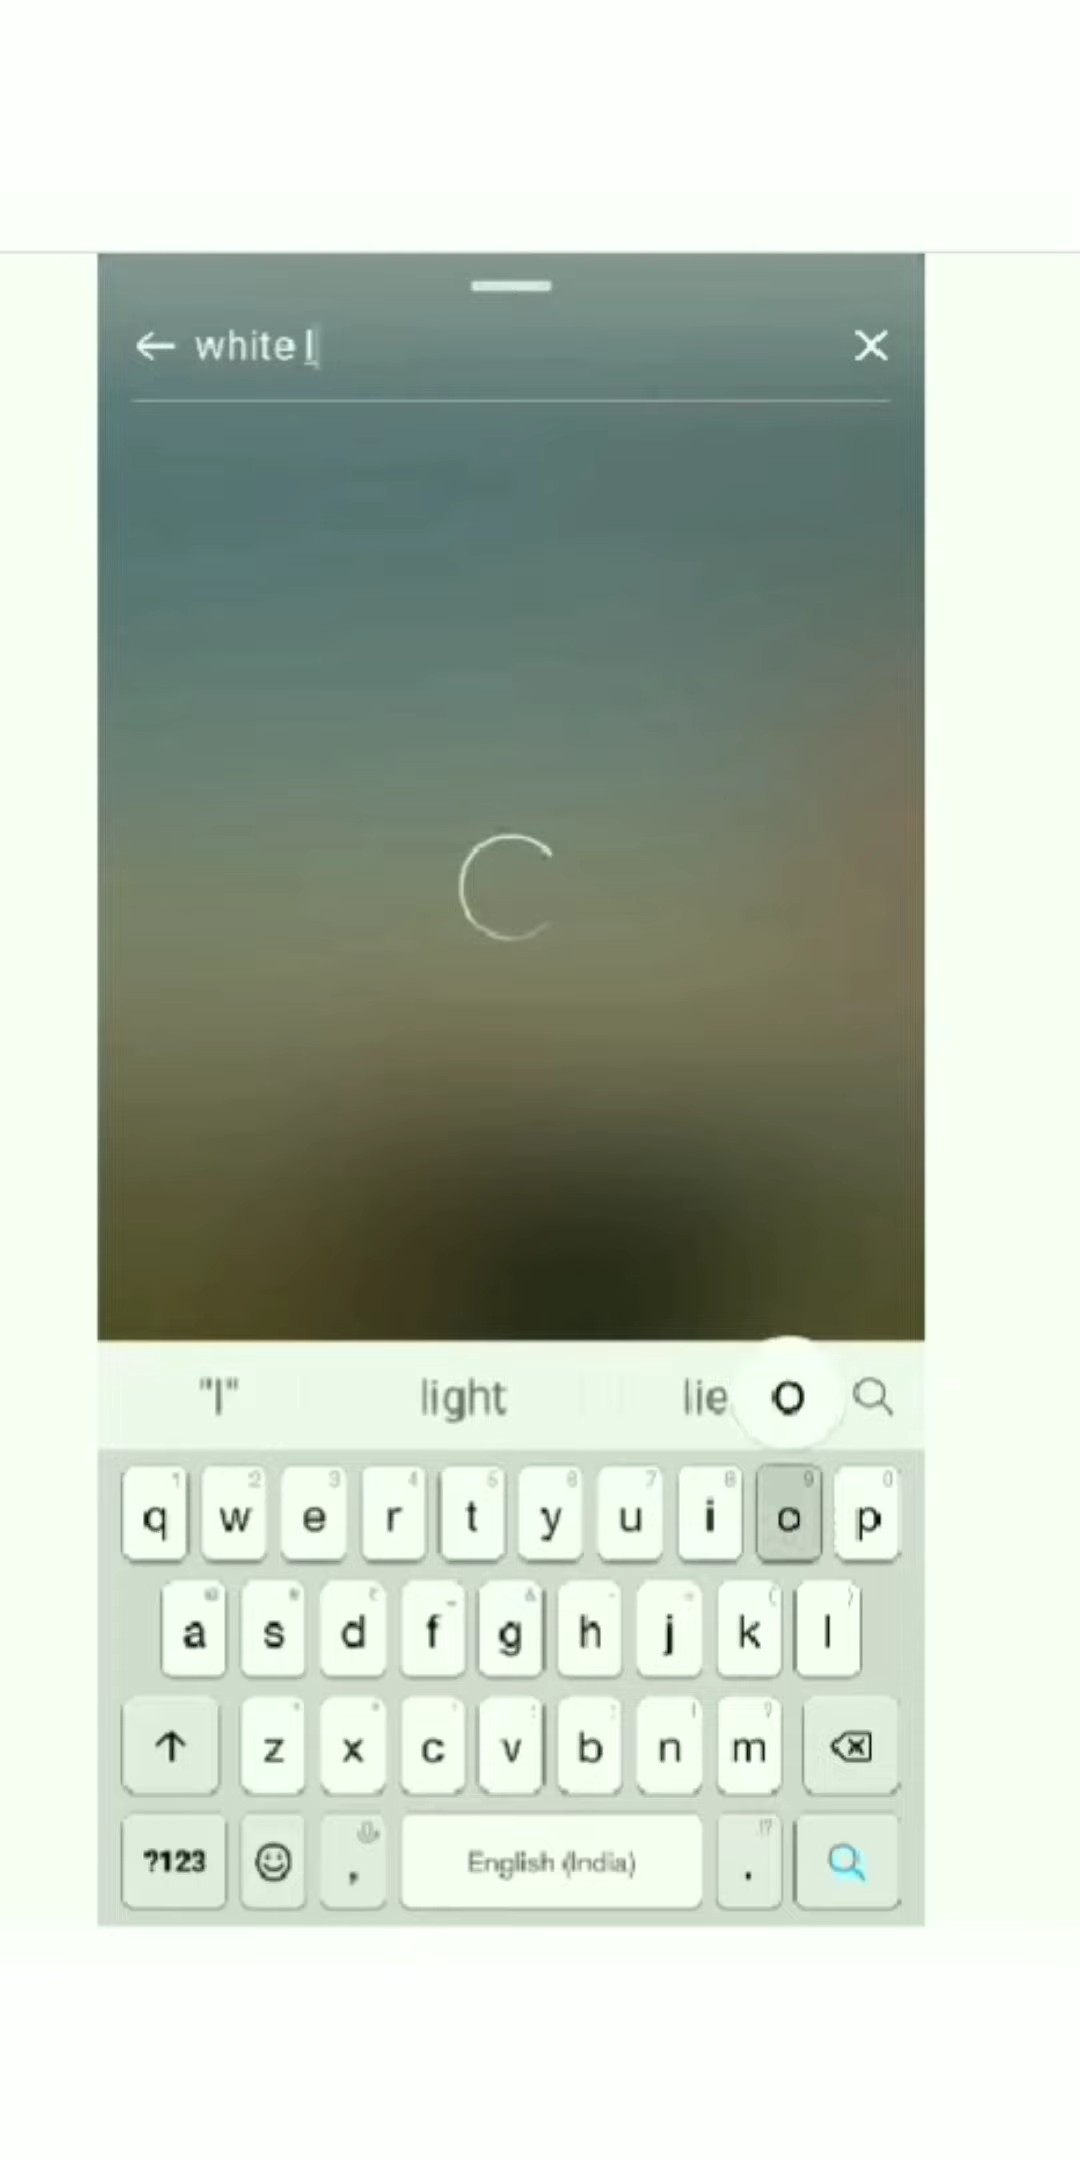 white l
"l" light lie O
1 2 3 4 5 6 7 8 9 0
q w e r t y u i o p
a s d f g h j k l
z x c v b n m
?123 , English (India) . !?